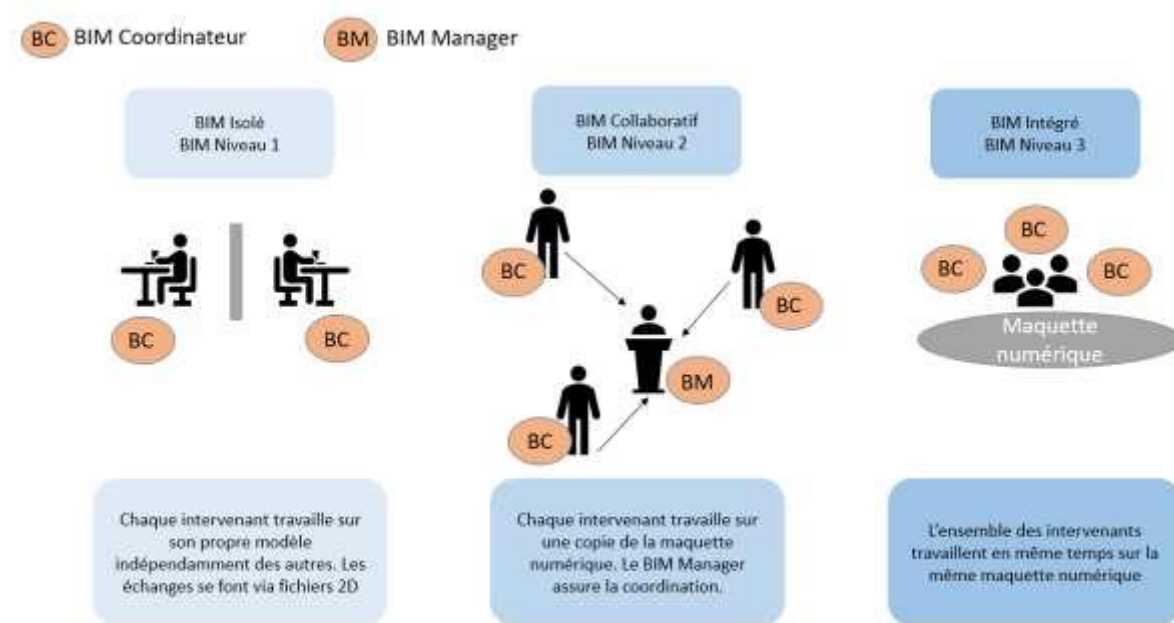 BC BIM Coordinateur
BM BIM Manager
BIM Isolé
BIM Niveau 1
BIM Collaboratif
BIM Niveau 2
BIM Intégré
BIM Niveau 3
BC
BC
BC
BC
BC
BM
BC
BC
BC
Maquette
numérique
Chaque intervenant travaille sur
son propre modèle
indépendamment des autres. Les
échanges se font via fichiers 2D
Chaque intervenant travaille sur
une copie de la maquette
numérique. Le BIM Manager
assure la coordination.
L'ensemble des intervenants
travaillent en même temps sur la
même maquette numérique